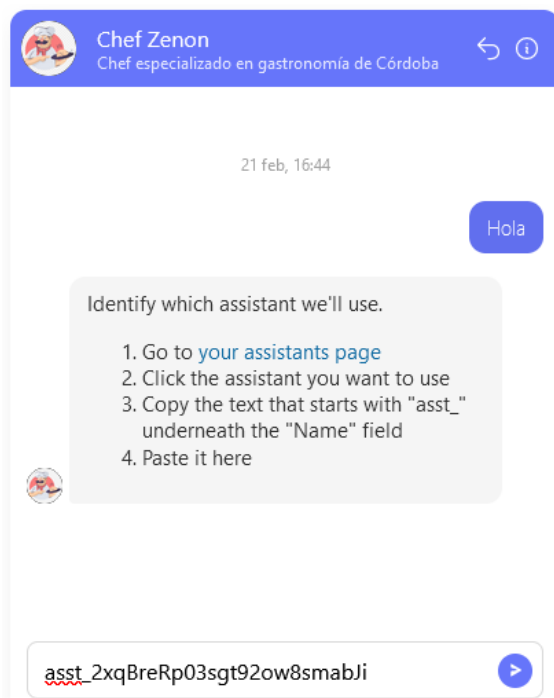 Chef Zenon
Chef especializado en gastronomía de Córdoba
21 feb, 16:44
Hola
Identify which assistant we'll use.
1. Go to your assistants page
2. Click the assistant you want to use
3. Copy the text that starts with "asst_"
underneath the "Name" field
4. Paste it here
asst_2xqBreRp03sgt92ow8smabJi